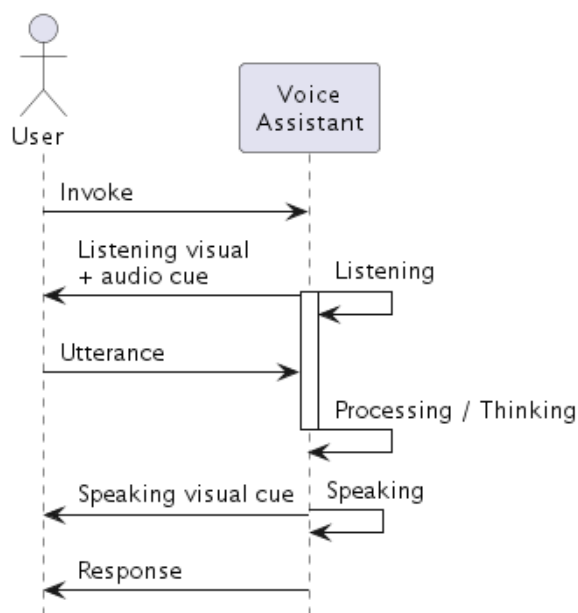 User
Voice
Assistant
Invoke
Listening visual
+ audio cue
Listening
Utterance
Processing / Thinking
Speaking visual cue
Speaking
Response